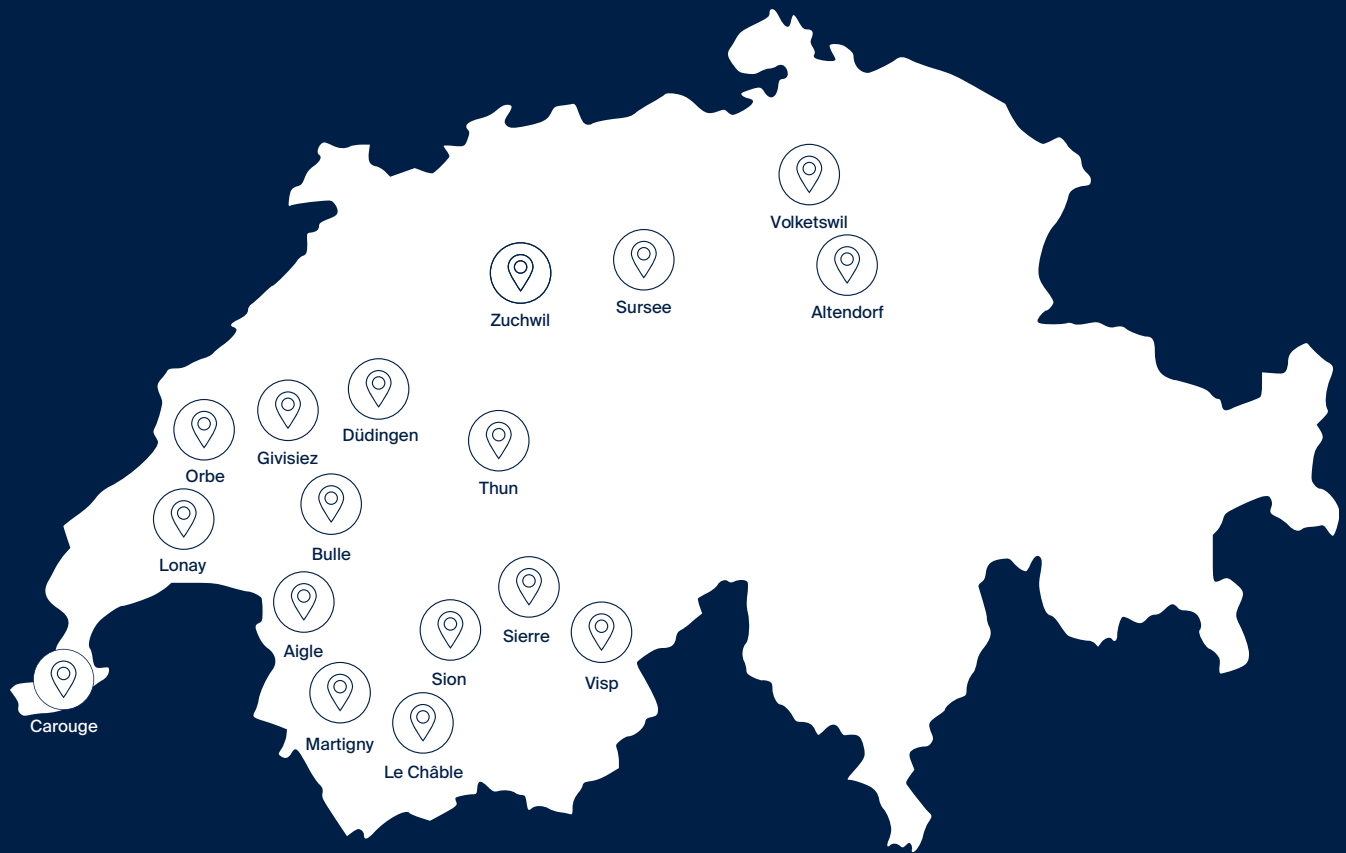 Volketswil
Sursee
Altendorf
Zuchwil
Düdingen
Givisiez
Orbe
Thun
Bulle
Lonay
Sierre
Aigle
Sion
Visp
Carouge
Martigny
Le Châble